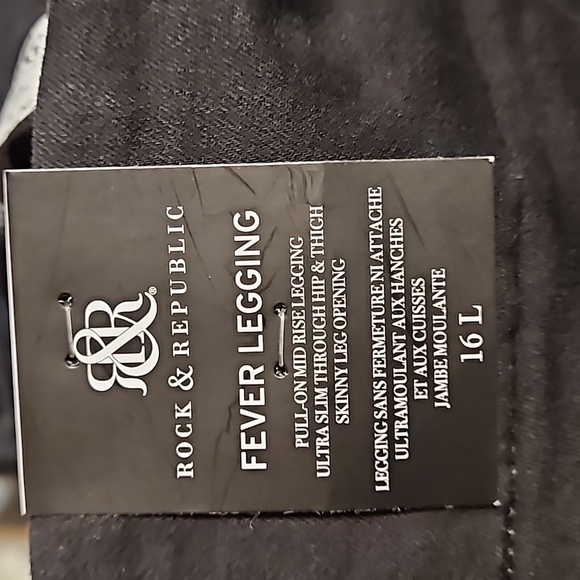 R&R®
ROCK & REPUBLIC
FEVER LEGGING
PULL-ON MID RISE LEGGING
ULTRA SLIM THROUGH HIP & THIGH
SKINNY LEG OPENING
LEGGING SANS FERMETURE NI ATTACHE
ULTRAMOULANT AUX HANCHES
ET AUX CUISSES
JAMBE MOULANTE
16 L